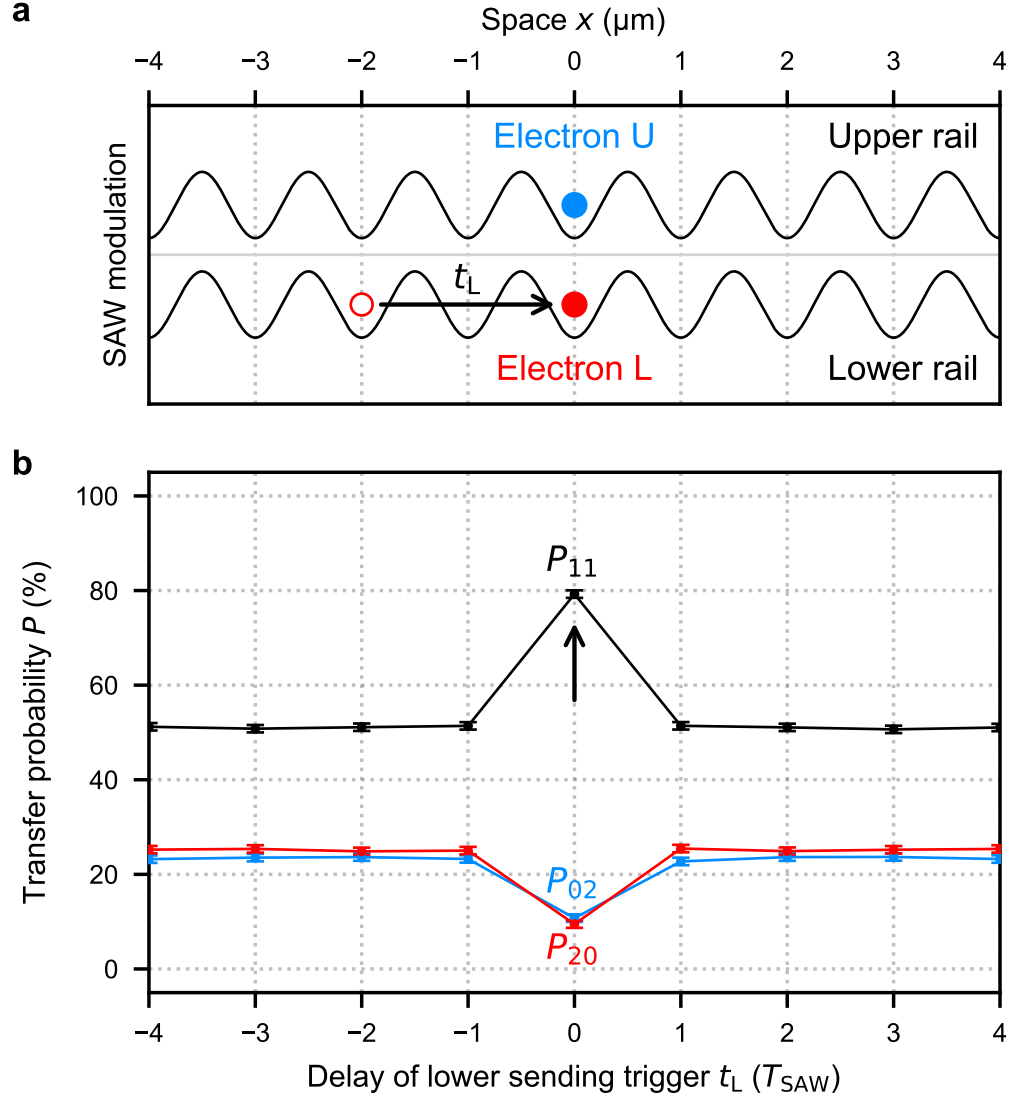 a
Space x (μm)
−4 −3 −2 −1 0 1 2 3 4
SAW modulation
Electron U
Upper rail
tL
Electron L
Lower rail
b
Transfer probability P (%)
100
80
60
40
20
0
P11
P02
P20
−4 −3 −2 −1 0 1 2 3 4
Delay of lower sending trigger tL (TSAW)